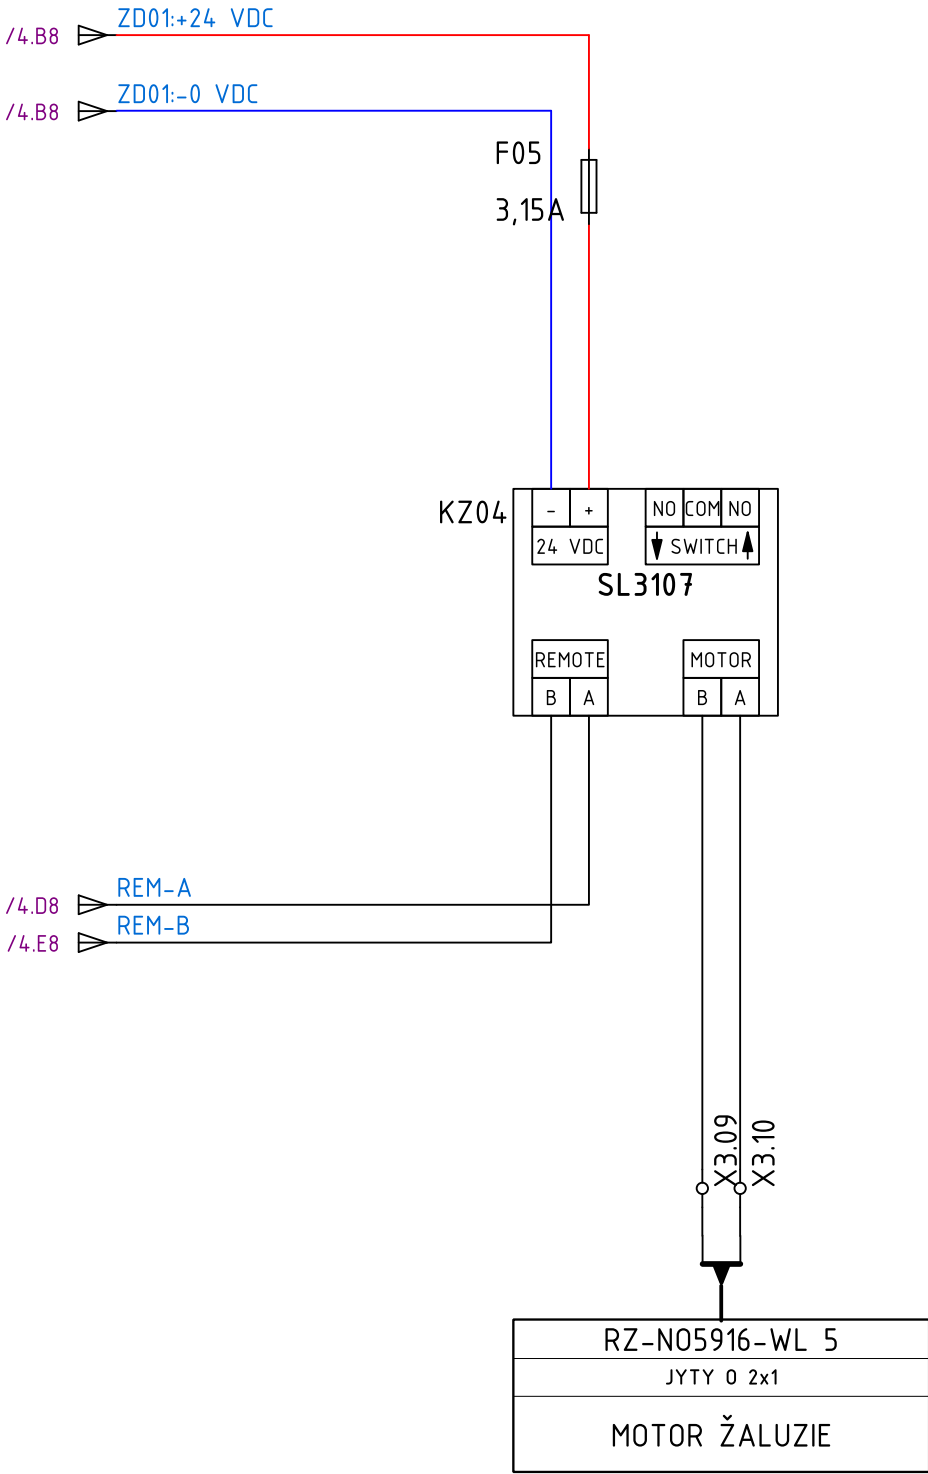 ZD01:+24 VDC
/4.B8
ZD01:-0 VDC
/4.B8
F05
3,15A
KZ04
- +
NO COM NO
24 VDC
SWITCH
SL3107
REMOTE
MOTOR
B A
B A
REM-A
/4.D8
REM-B
/4.E8
X3.09
X3.10
RZ-N05916-WL 5
JYTY O 2x1
MOTOR ŽALUZIE